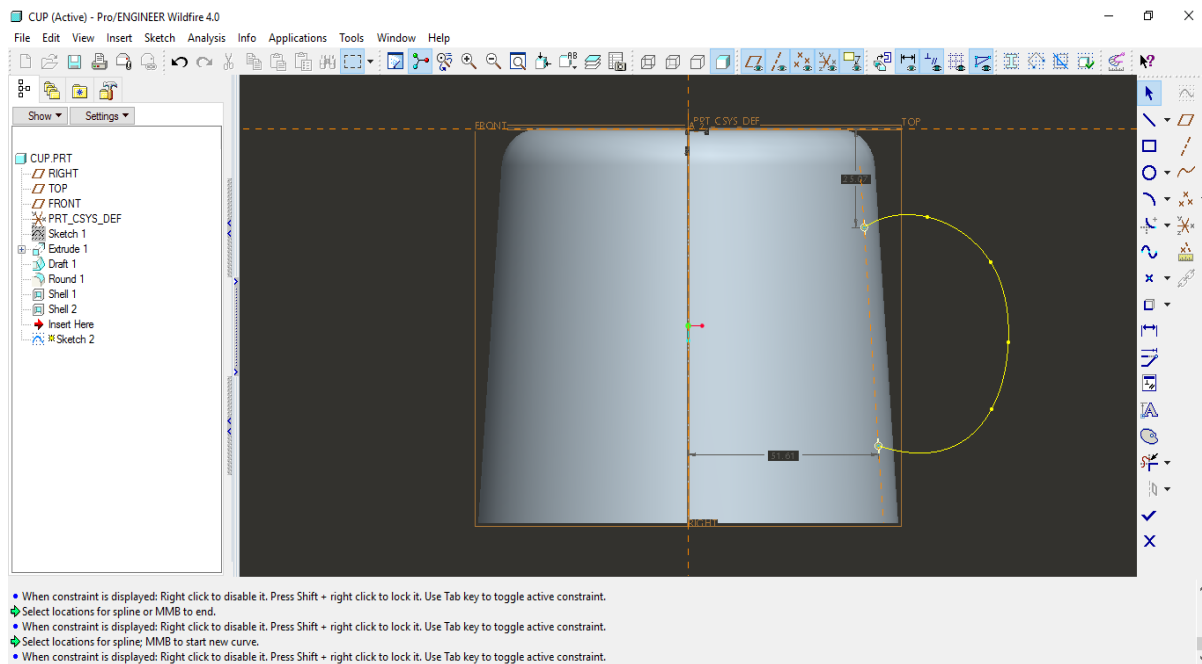 CUP (Active) - Pro/ENGINEER Wildfire 4.0
File Edit View Insert Sketch Analysis Info Applications Tools Window Help
Show Settings
CUP.PRT
RIGHT
TOP
FRONT
PRT_CSYS_DEF
Sketch 1
Extrude 1
Draft 1
Round 1
Shell 1
Shell 2
Insert Here
Sketch 2
FRONT
PRT_CSYS_DEF
TOP
31.61
RIGHT
When constraint is displayed: Right click to disable it. Press Shift + right click to lock it. Use Tab key to toggle active constraint.
Select locations for spline or MMB to end.
When constraint is displayed: Right click to disable it. Press Shift + right click to lock it. Use Tab key to toggle active constraint.
Select locations for spline; MMB to start new curve.
When constraint is displayed: Right click to disable it. Press Shift + right click to lock it. Use Tab key to toggle active constraint.